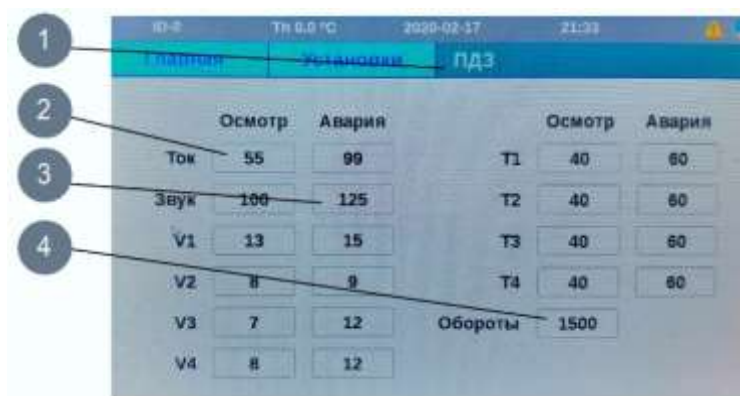 1
2
3
4
ID-0 Tн 0.0 °C 2020-02-17 21:33
Главная Установки ПДЗ
Осмотр Авария Осмотр Авария
Ток 55 99 T1 40 60
Звук 100 125 T2 40 60
V1 13 15 T3 40 60
V2 8 9 T4 40 60
V3 7 12 Обороты 1500
V4 8 12